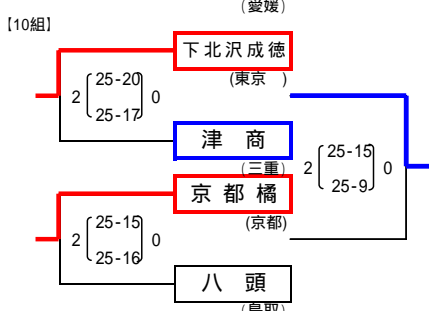 (愛媛)
【10組】
下北沢成徳
(東京 )
2 25-20 0
25-17
津 商
(三重)
2 25-15 0
25-9
京都橘
(京都)
2 25-15 0
25-16
八 頭
(鳥取)